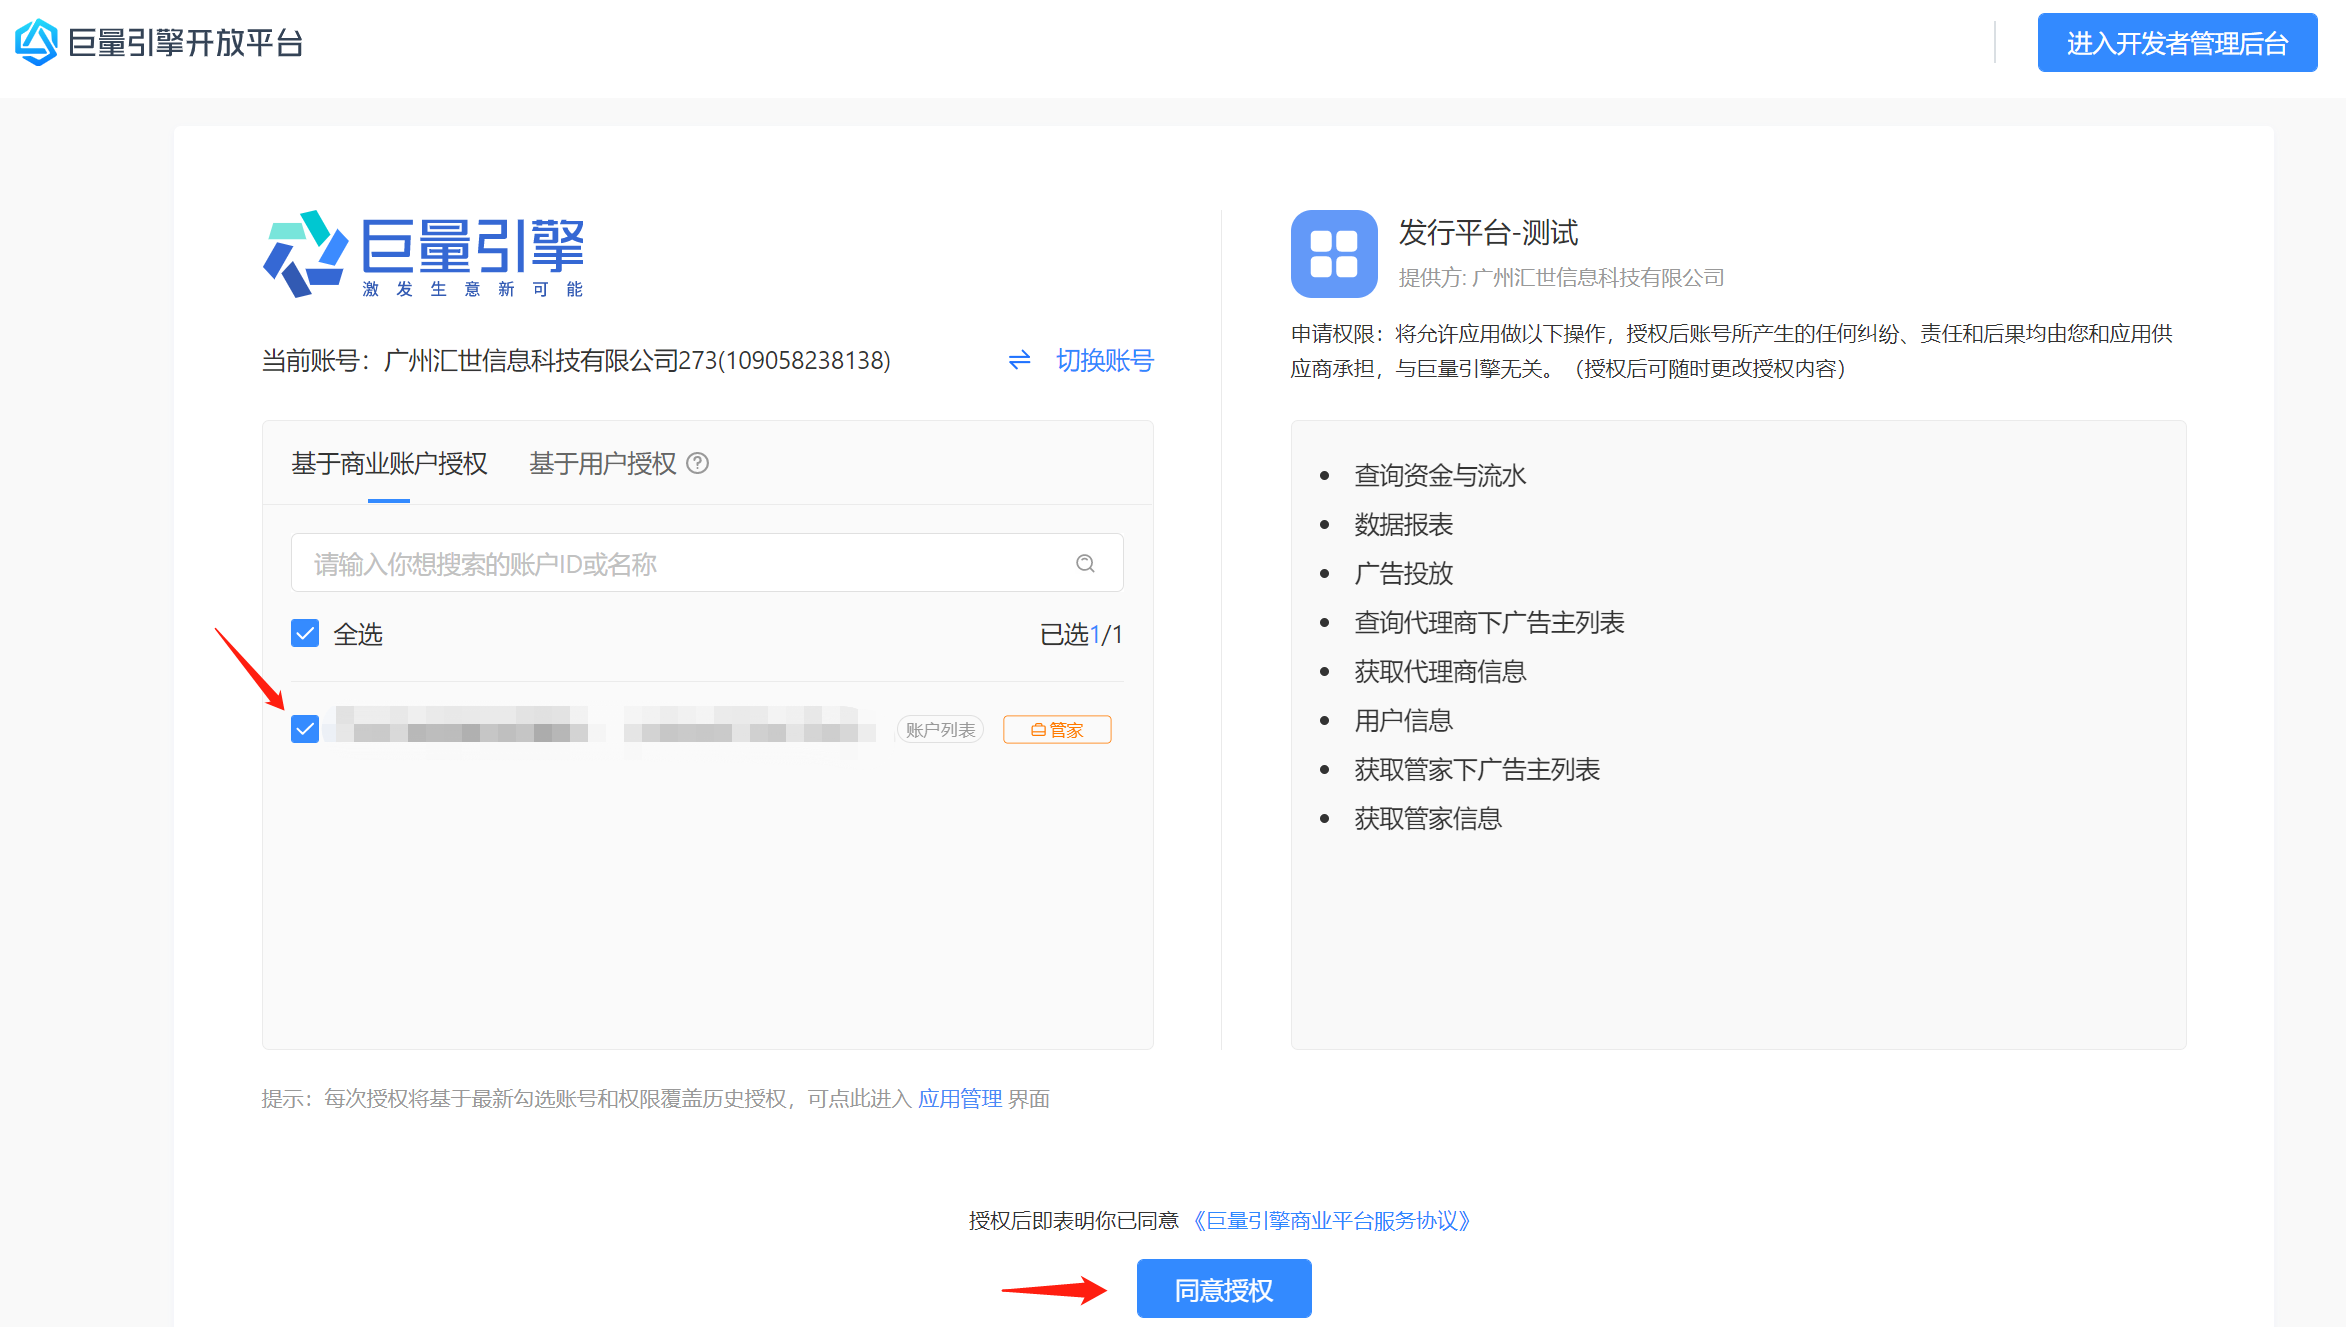 巨量引擎开放平台
进入开发者管理后台
巨量引擎
激发生意新可能
当前账号：广州汇世信息科技有限公司273(109058238138)
切换账号
基于商业账户授权 基于用户授权 ?
请输入你想搜索的账户ID或名称
全选
已选1/1
账户列表
管家
提示：每次授权将基于最新勾选账号和权限覆盖历史授权，可点此进入 应用管理 界面
发行平台-测试
提供方: 广州汇世信息科技有限公司
申请权限：将允许应用做以下操作，授权后账号所产生的任何纠纷、责任和后果均由您和应用供
应商承担，与巨量引擎无关。（授权后可随时更改授权内容）
查询资金与流水
数据报表
广告投放
查询代理商下广告主列表
获取代理商信息
用户信息
获取管家下广告主列表
获取管家信息
授权后即表明你已同意 《巨量引擎商业平台服务协议》
同意授权